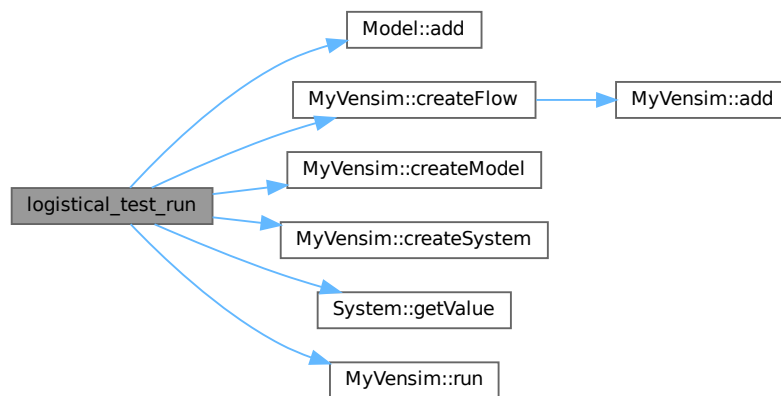 Model::add
MyVensim::createFlow
MyVensim::add
MyVensim::createModel
logistical_test_run
MyVensim::createSystem
System::getValue
MyVensim::run